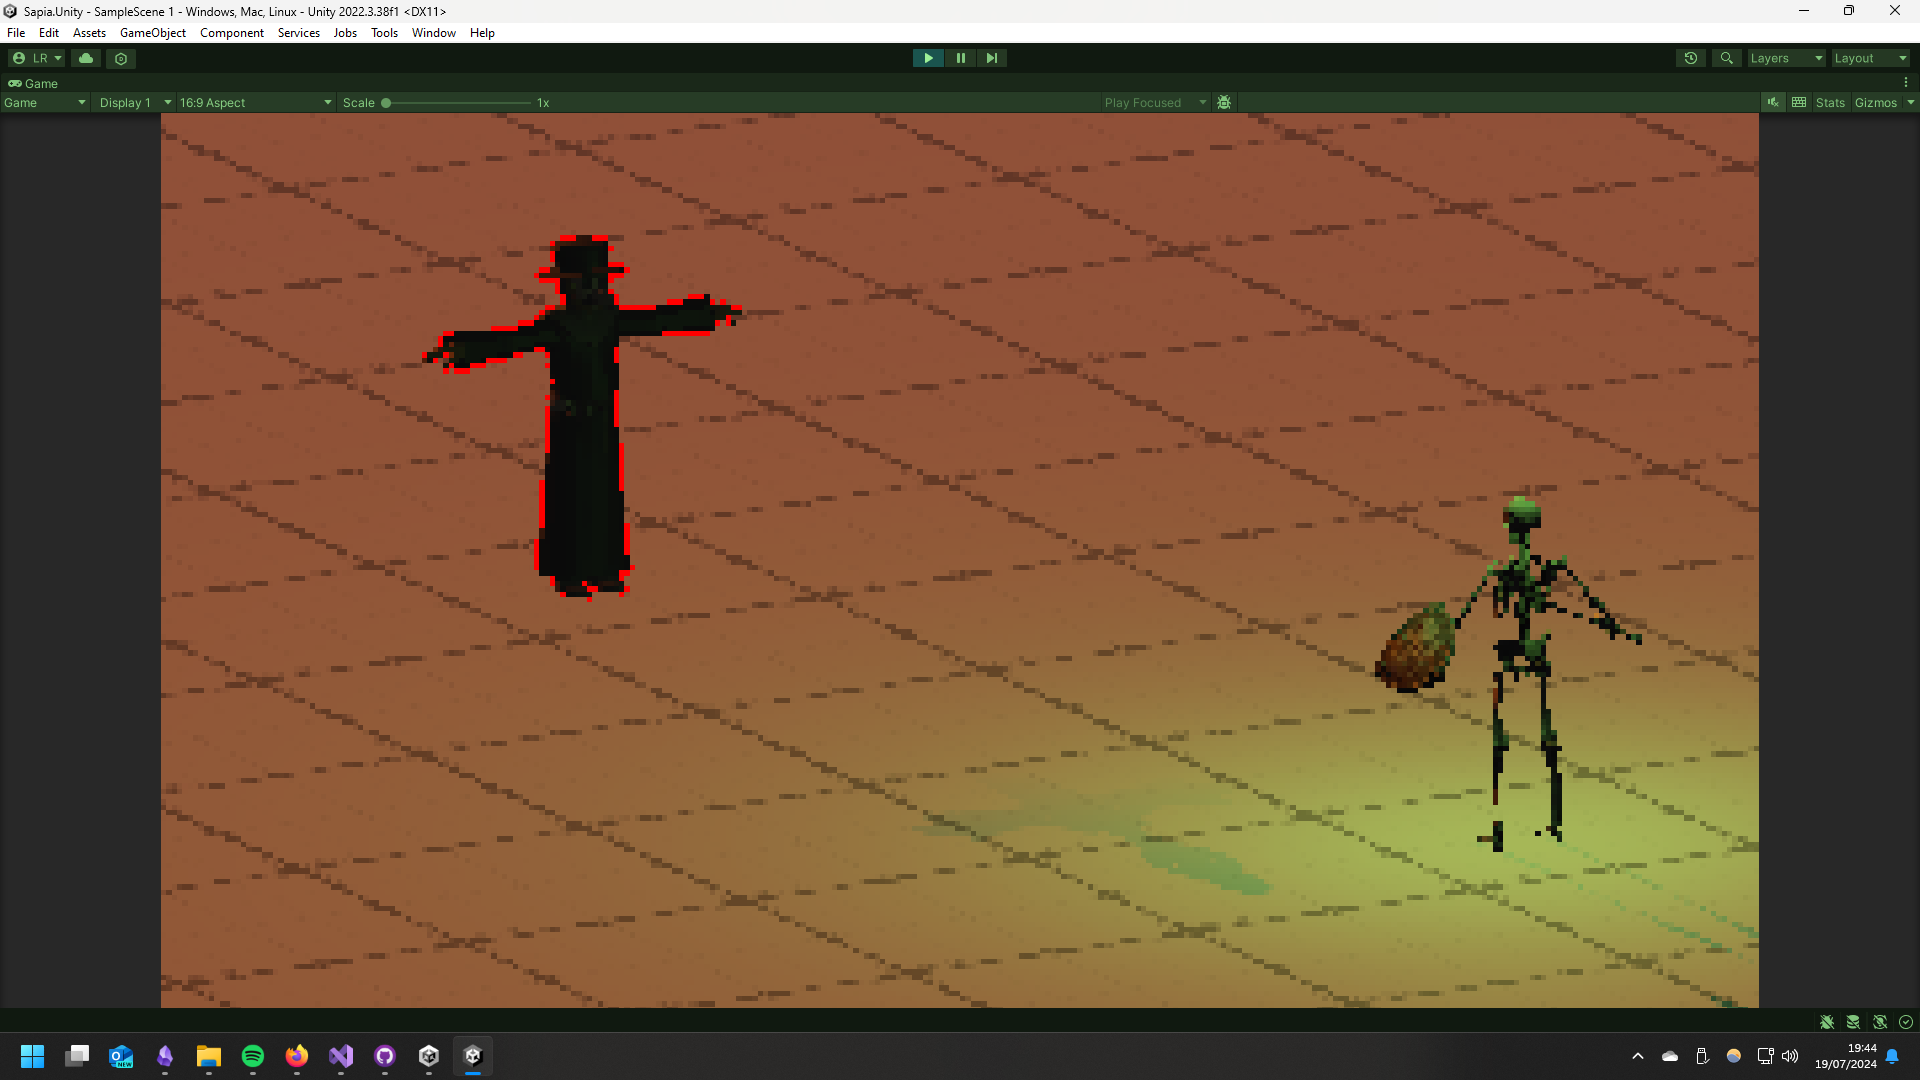 Sapia.Unity - SampleScene 1 - Windows, Mac, Linux - Unity 2022.3.38f1 <DX11>
File Edit Assets GameObject Component Services Jobs Tools Window Help
LR Layers Layout
Game
Game Display 1 16:9 Aspect Scale 1x Play Focused Stats Gizmos
NEW
19:44
19/07/2024